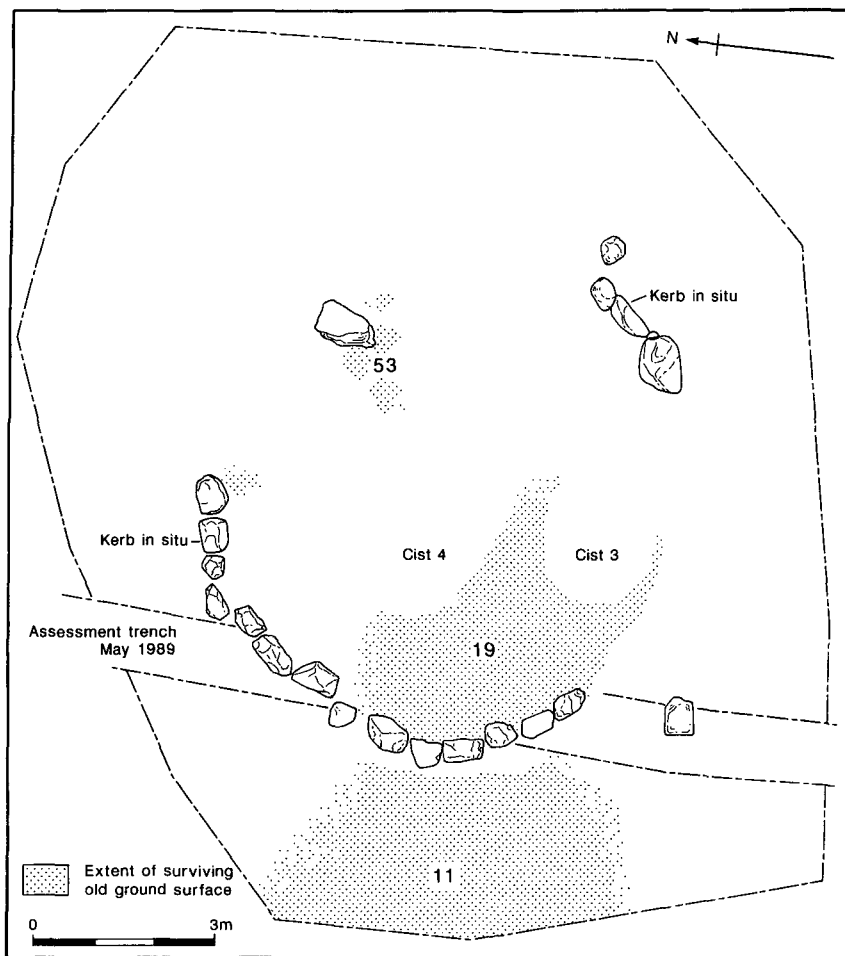 N
Kerb in situ
53
Kerb in situ
Cist 4
Cist 3
Assessment trench
May 1989
19
Extent of surviving
old ground surface
11
0
3m